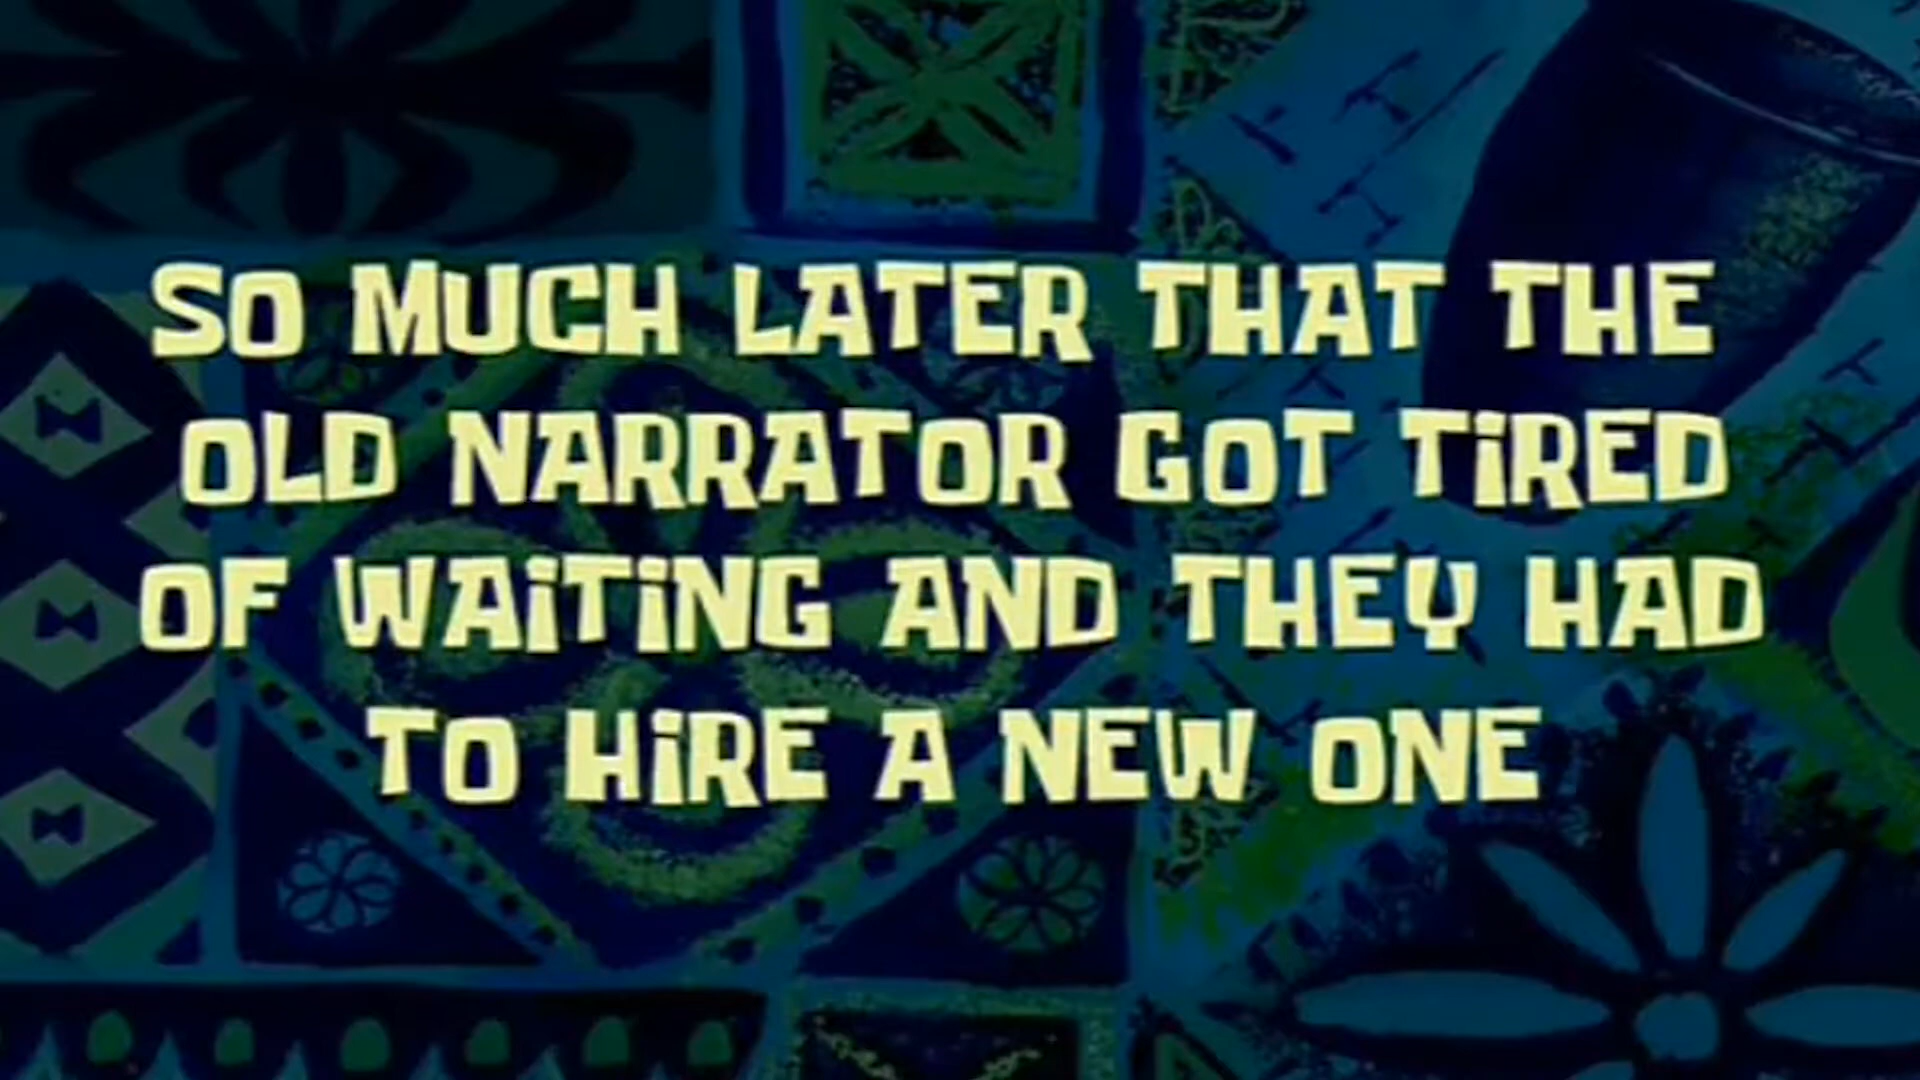 SO MUCH LATER THAT THE
OLD NARRATOR GOT TIRED
OF WAITING AND THEY HAD
TO HIRE A NEW ONE